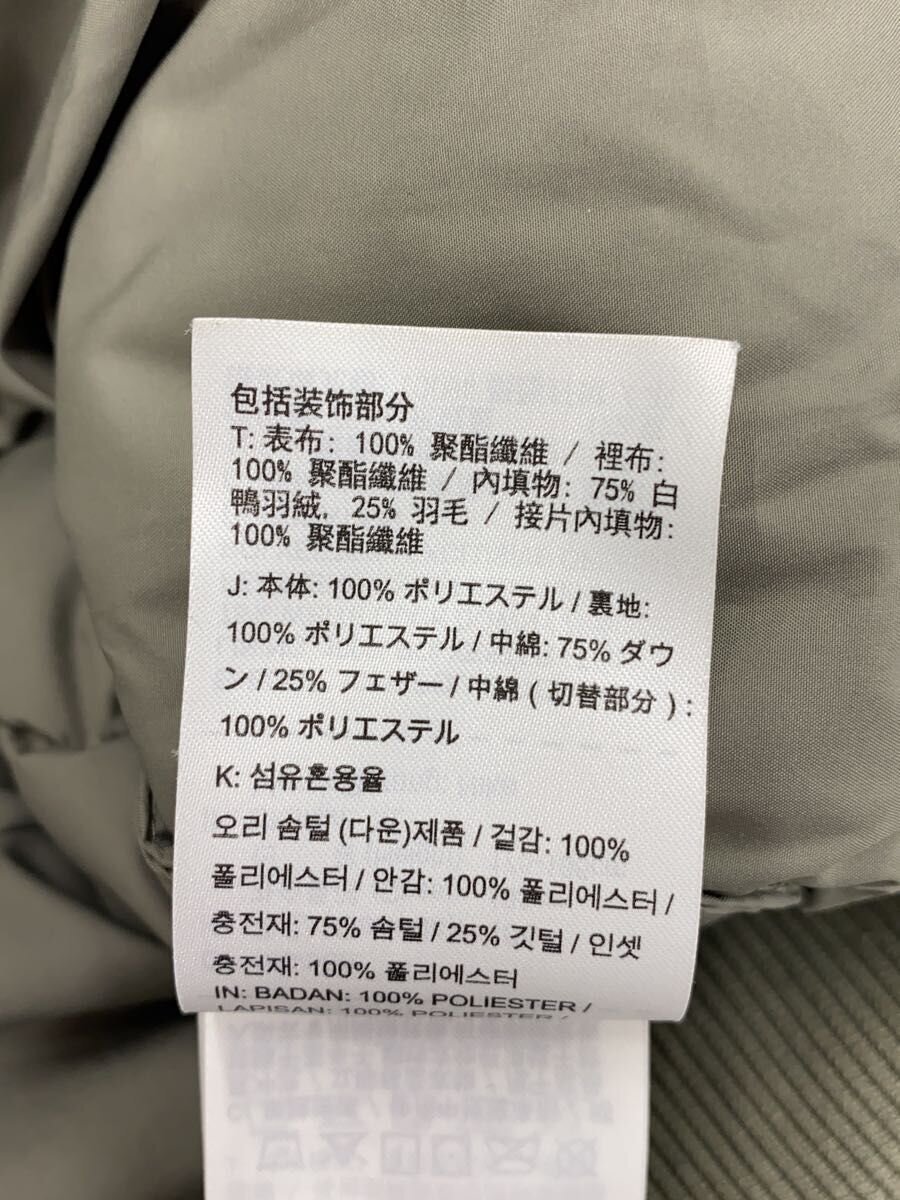 包括装饰部分
T: 表布: 100% 聚酯纖維 / 裡布:
100% 聚酯纖維 / 內填物: 75% 白
鴨羽絨, 25% 羽毛 / 接片內填物:
100% 聚酯纖維
J: 本体: 100% ポリエステル / 裏地:
100% ポリエステル / 中綿: 75% ダウ
ン / 25% フェザー / 中綿 ( 切替部分 ) :
100% ポリエステル
K: 섬유혼용율
오리 솜털 (다운)제품 / 겉감: 100%
폴리에스터 / 안감: 100% 폴리에스터 /
충전재: 75% 솜털 / 25% 깃털 / 인셋
충전재: 100% 폴리에스터
IN: BADAN: 100% POLIESTER /
LAPISAN: 100% POLIESTER /